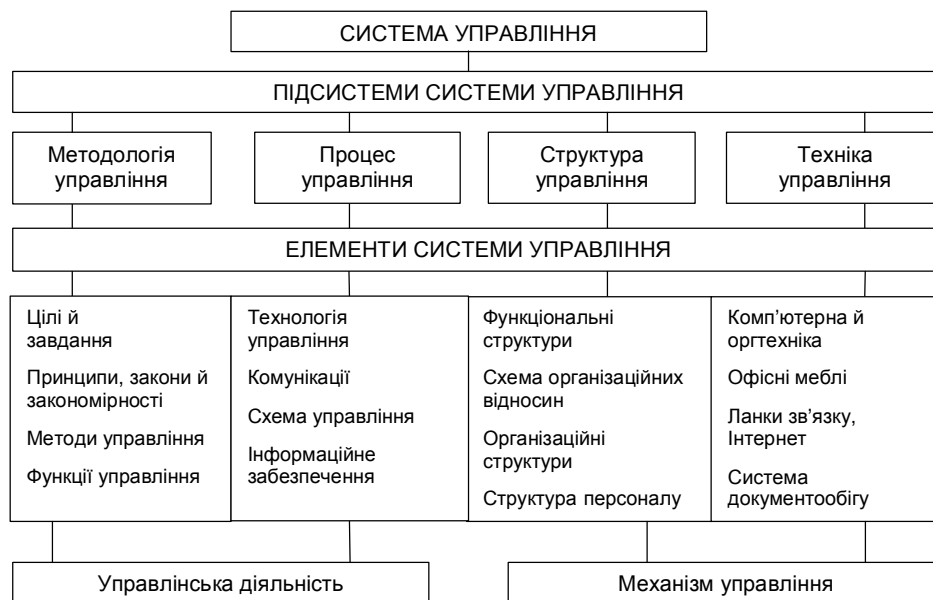 СИСТЕМА УПРАВЛІННЯ
ПІДСИСТЕМИ СИСТЕМИ УПРАВЛІННЯ
Методологія
управління
Процес
управління
Структура
управління
Техніка
управління
ЕЛЕМЕНТИ СИСТЕМИ УПРАВЛІННЯ
Цілі й
завдання
Принципи, закони й
закономірності
Методи управління
Функції управління
Технологія
управління
Комунікації
Схема управління
Інформаційне
забезпечення
Функціональні
структури
Схема організаційних
відносин
Організаційні
структури
Структура персоналу
Комп’ютерна й
оргтехніка
Офісні меблі
Ланки зв’язку,
Інтернет
Система
документообігу
Управлінська діяльність
Механізм управління